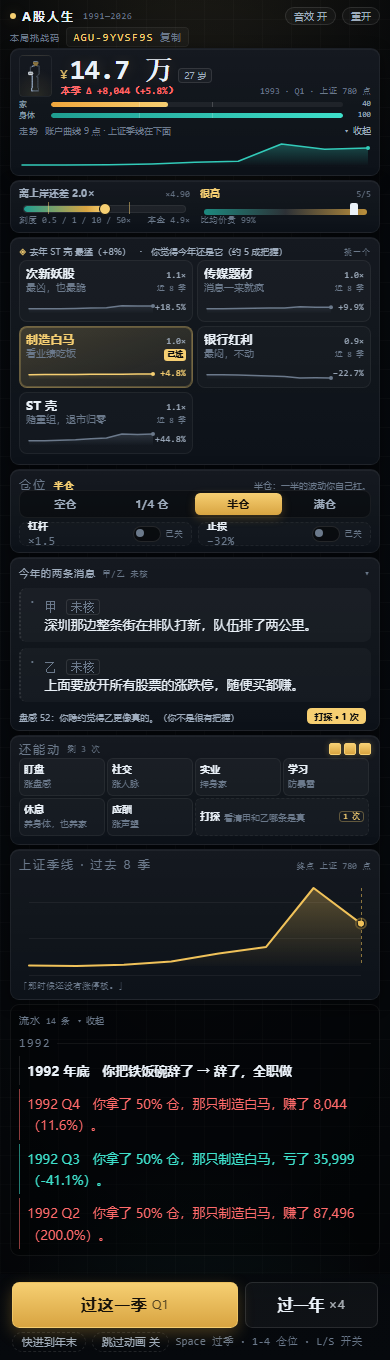 A股人生 1991—2026 音效 开 重开
本局挑战码 AGU-9YVSF9S 复制
¥14.7 万 27 岁
本季 Δ +8,044 (+5.8%) 1993 · Q1 · 上证 780 点
家 40
身体 100
走势 账户曲线 9 点 · 上证季线在下面 ▾ 收起
离上岸还差 2.0× ×4.90
刻度 0.5 / 1 / 10 / 50× 本金 4.9×
很高 5/5
比均价贵 99%
去年 ST 壳 最猛（+8%） · 你觉得今年还是它（约 5 成把握） 挑一个
次新妖股 1.1×
最凶，也最脆 近 8 季
+18.5%
传媒题材 1.0×
消息一来就疯 近 8 季
+9.9%
制造白马 1.0×
看业绩吃饭 已选
+4.8%
银行红利 0.9×
最闷，不动 近 8 季
-22.7%
ST 壳 1.1×
赌重组，退市归零 近 8 季
+44.8%
仓位 半仓 半仓：一半的波动你自己扛。
空仓 1/4 仓 半仓 满仓
杠杆 已关
×1.5
止损 已关
-32%
今年的两条消息 甲/乙 未核 ▾
甲 未核
深圳那边整条街在排队打新，队伍排了两公里。
乙 未核
上面要放开所有股票的涨跌停，随便买都赚。
盘感 52：你隐约觉得乙更像真的。（你不是很有把握） 打探 • 1 次
还能动 剩 3 次
盯盘
涨盘感
社交
涨人脉
实业
押身家
学习
防暴雷
休息
养身体，也养家
应酬
涨声望
打探 看清甲和乙哪条是真 1 次
上证季线 · 过去 8 季 终点 上证 780 点
「那时候还没有涨停板。」
流水 14 条 • 收起
1992
1992 年底 你把铁饭碗辞了 → 辞了，全职做
1992 Q4 你拿了 50% 仓，那只制造白马，赚了 8,044
（11.6%）。
1992 Q3 你拿了 50% 仓，那只制造白马，亏了 35,999
（-41.1%）。
1992 Q2 你拿了 50% 仓，那只制造白马，赚了 87,496
（200.0%）。
过这一季 Q1 过一年 ×4
快进到年末 跳过动画 关 Space 过季 · 1-4 仓位 · L/S 开关